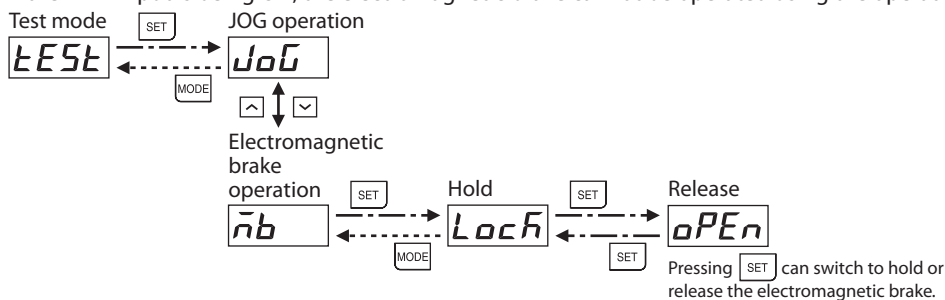 Test mode
SET
JOG operation
tESt
JoG
MODE
Electromagnetic
brake
operation
SET
Hold
SET
Release
mb
LocK
oPEn
MODE
SET
Pressing SET can switch to hold or
release the electromagnetic brake.